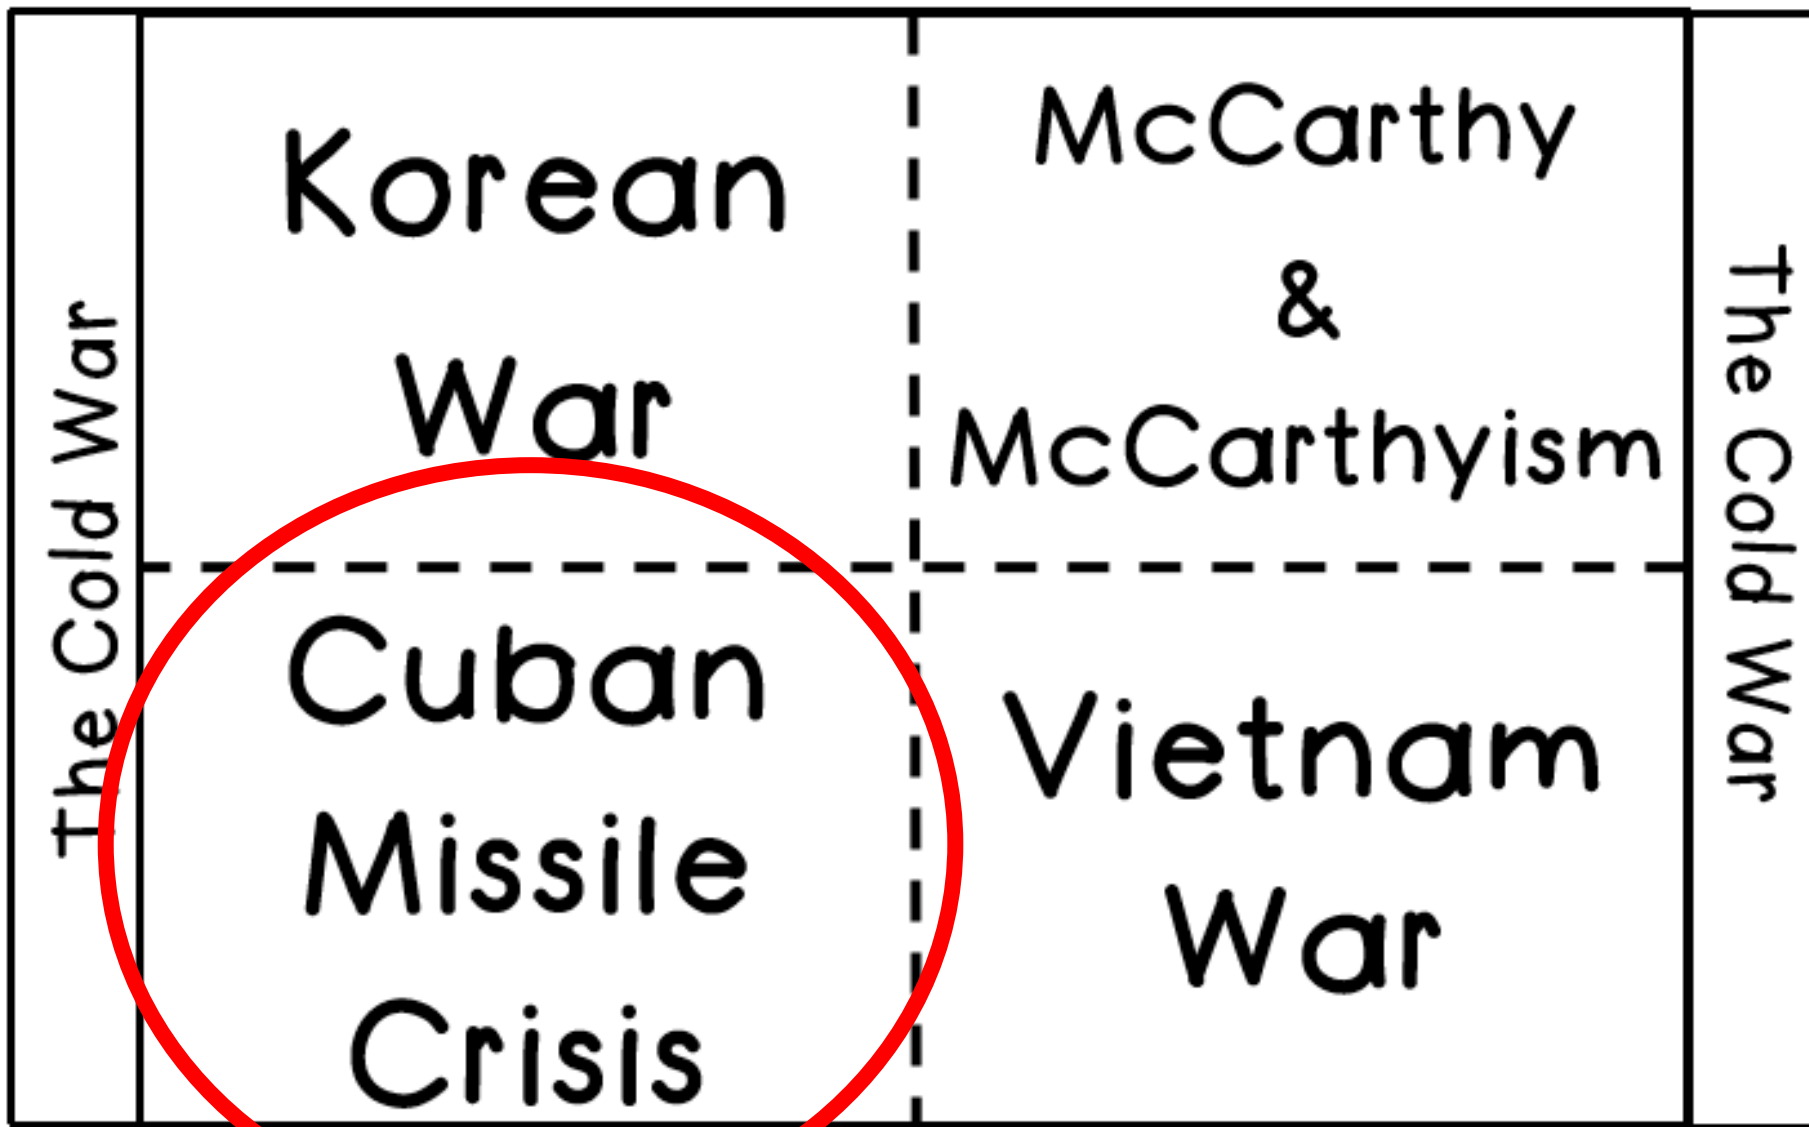 The Cold War
Korean
War
McCarthy
&
McCarthyism
Cuban
Missile
Crisis
Vietnam
War
The Cold War